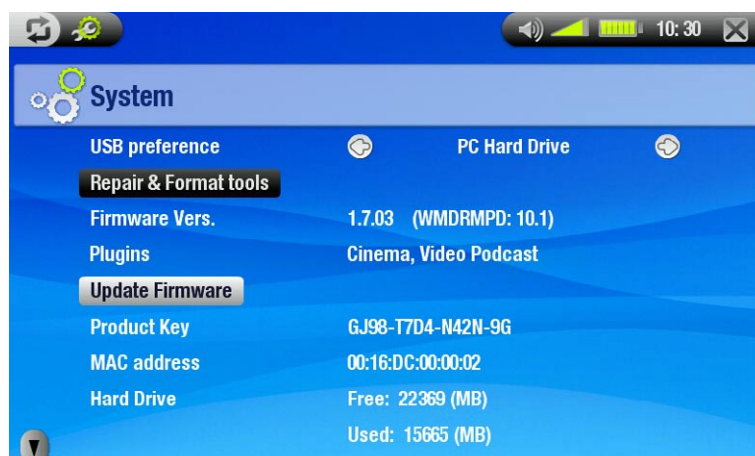 10:30
System
USB preference PC Hard Drive
Repair & Format tools
Firmware Vers. 1.7.03 (WMDRMPD: 10.1)
Plugins Cinema, Video Podcast
Update Firmware
Product Key GJ98-T7D4-N42N-9G
MAC address 00:16:DC:00:00:02
Hard Drive Free: 22369 (MB)
Used: 15665 (MB)